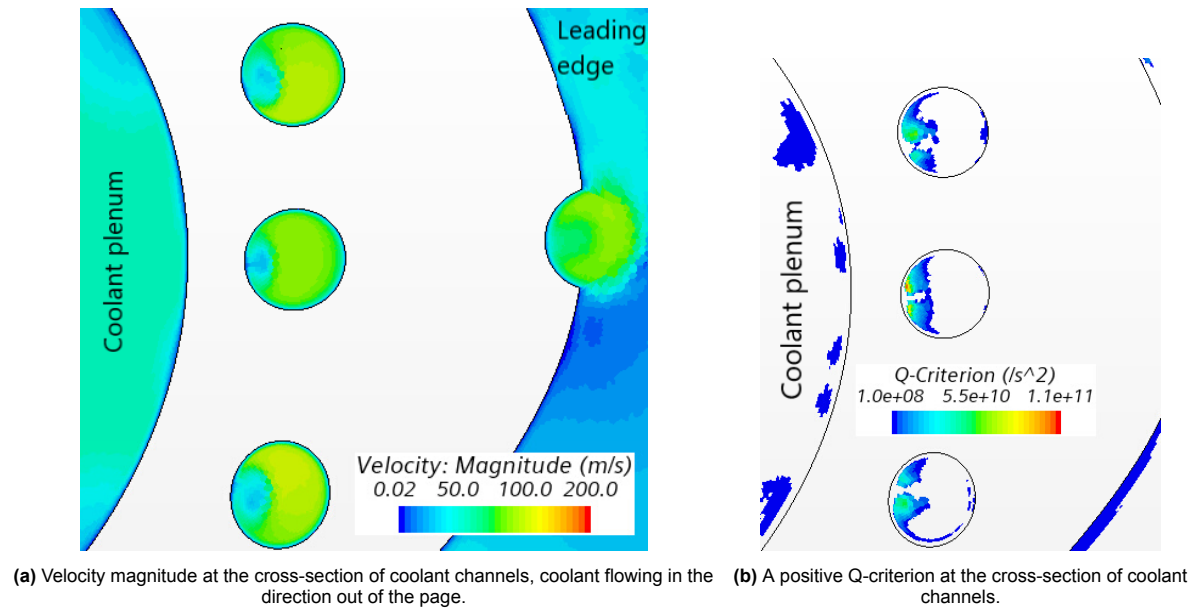 Leading
edge
Coolant plenum
Velocity: Magnitude (m/s)
0.02 50.0 100.0 200.0
Coolant plenum
Q-Criterion (/s^2)
1.0e+08 5.5e+10 1.1e+11
(a) Velocity magnitude at the cross-section of coolant channels, coolant flowing in the
direction out of the page.
(b) A positive Q-criterion at the cross-section of coolant
channels.